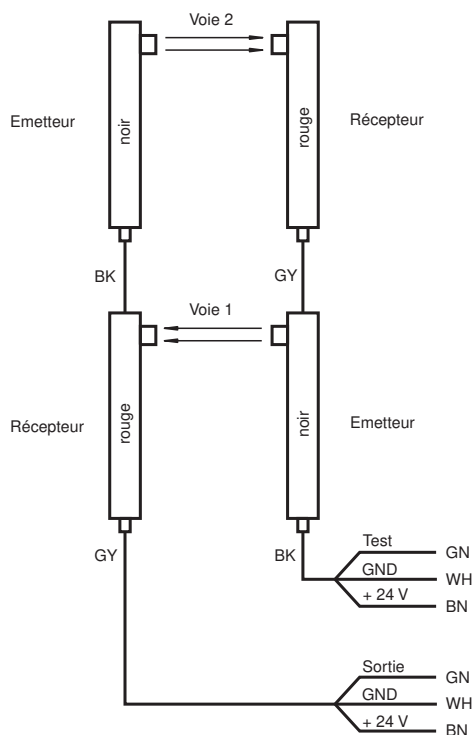 Voie 2
Emetteur
noir
rouge
Récepteur
BK
GY
Voie 1
Récepteur
rouge
noir
Emetteur
GY
BK
Test
GN
GND
WH
+ 24 V
BN
Sortie
GN
GND
WH
+ 24 V
BN